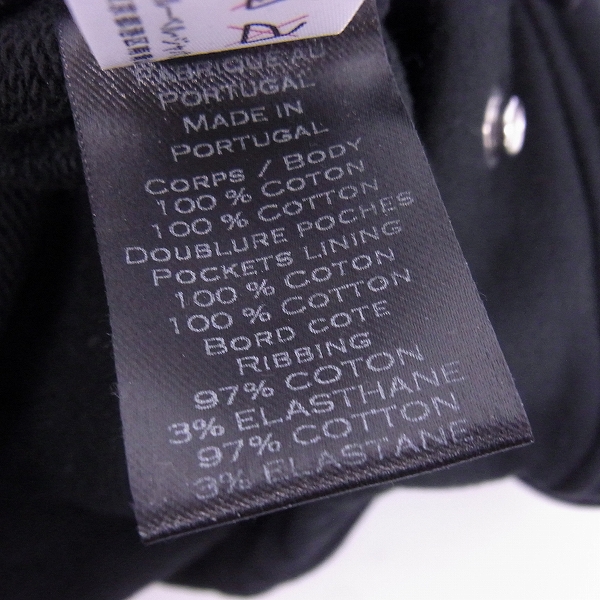 FABRIQUE AU
PORTUGAL
MADE IN
PORTUGAL
CORPS / BODY
100 % COTON
100 % COTTON
DOUBLURE POCHES
POCKETS LINING
100 % COTON
100 % COTTON
BORD COTE
RIBBING
97% COTON
3% ELASTHANE
97% COTTON
3% ELASTANE